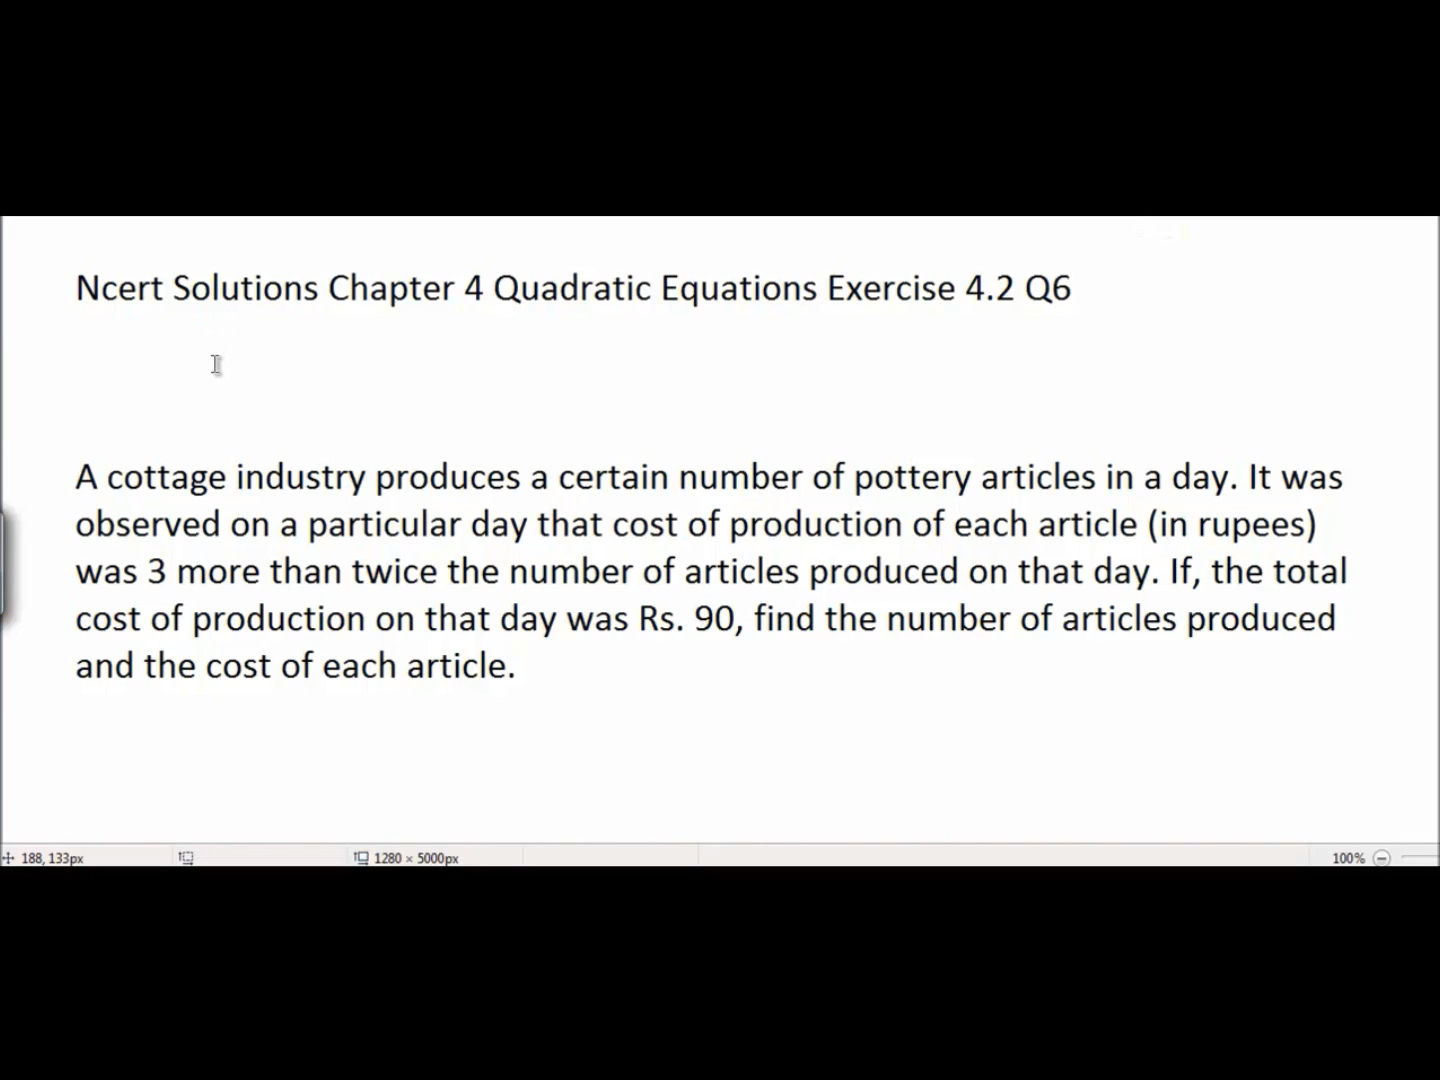 Ncert Solutions Chapter 4 Quadratic Equations Exercise 4.2 Q6
A cottage industry produces a certain number of pottery articles in a day. It was
observed on a particular day that cost of production of each article (in rupees)
was 3 more than twice the number of articles produced on that day. If, the total
cost of production on that day was Rs. 90, find the number of articles produced
and the cost of each article.
188, 133px 1280 × 5000px 100%